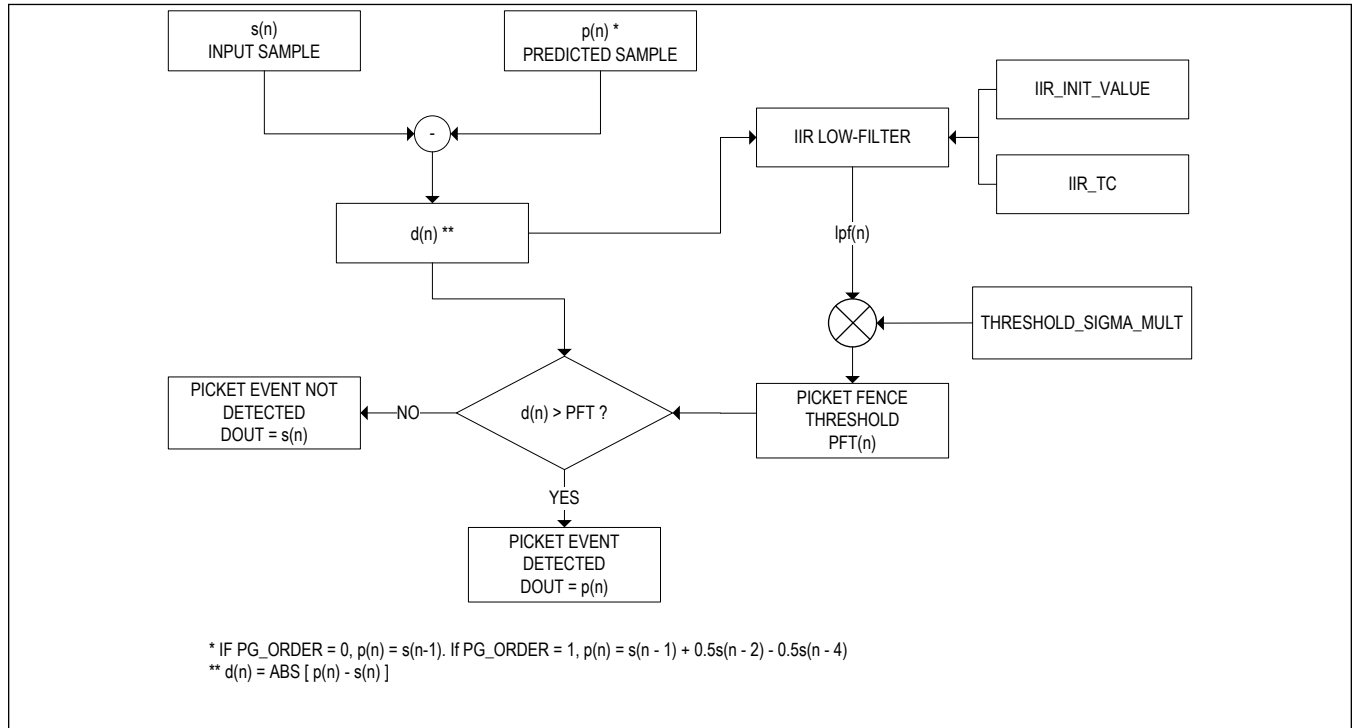 s(n)
INPUT SAMPLE
p(n) *
PREDICTED SAMPLE
IIR_INIT_VALUE
-
IIR LOW-FILTER
IIR_TC
d(n) **
lpf(n)
THRESHOLD_SIGMA_MULT
PICKET EVENT NOT
DETECTED
DOUT = s(n)
NO
d(n) > PFT ?
PICKET FENCE
THRESHOLD
PFT(n)
YES
PICKET EVENT
DETECTED
DOUT = p(n)
* IF PG_ORDER = 0, p(n) = s(n-1). If PG_ORDER = 1, p(n) = s(n - 1) + 0.5s(n - 2) - 0.5s(n - 4)
** d(n) = ABS [ p(n) - s(n) ]